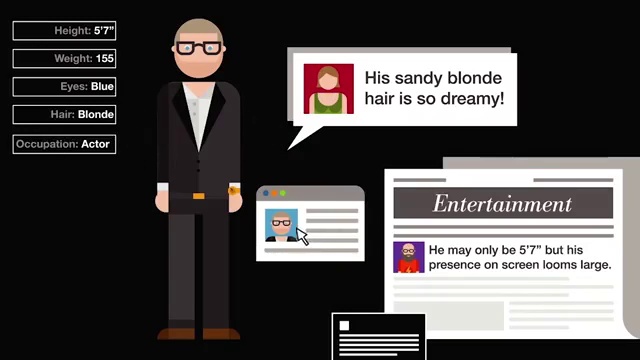 Height: 5'7”
Weight: 155
Eyes: Blue
Hair: Blonde
Occupation: Actor
His sandy blonde
hair is so dreamy!
Entertainment
He may only be 5'7” but his
presence on screen looms large.